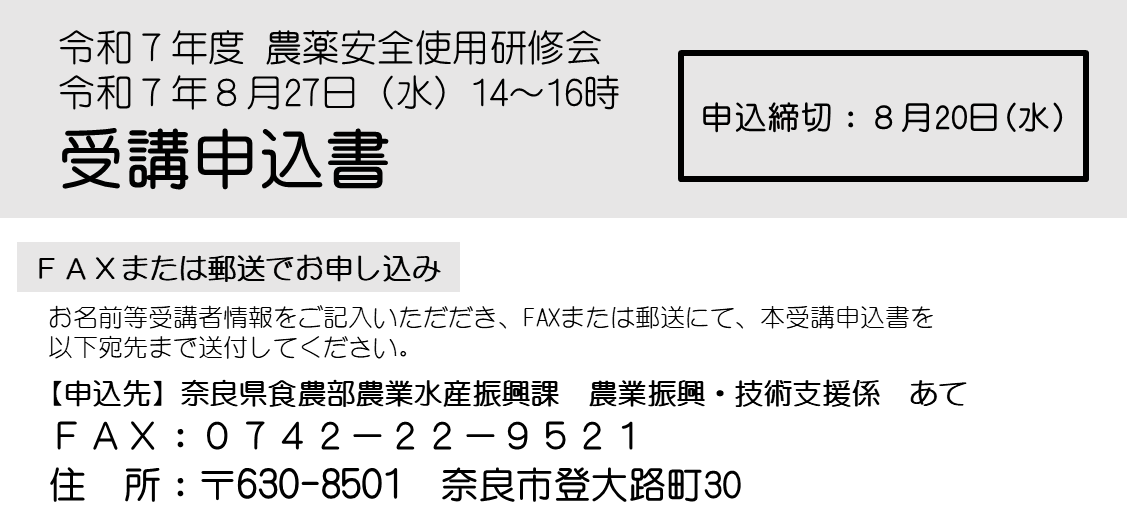 令和７年度 農薬安全使用研修会
令和７年８月27日（水）14～16時
受講申込書
申込締切：８月20日(水)
ＦＡＸまたは郵送でお申し込み
お名前等受講者情報をご記入いただだき、FAXまたは郵送にて、本受講申込書を
以下宛先まで送付してください。
【申込先】奈良県食農部農業水産振興課　農業振興・技術支援係　あて
ＦＡＸ：０７４２－２２－９５２１
住　所：〒630-8501　奈良市登大路町30